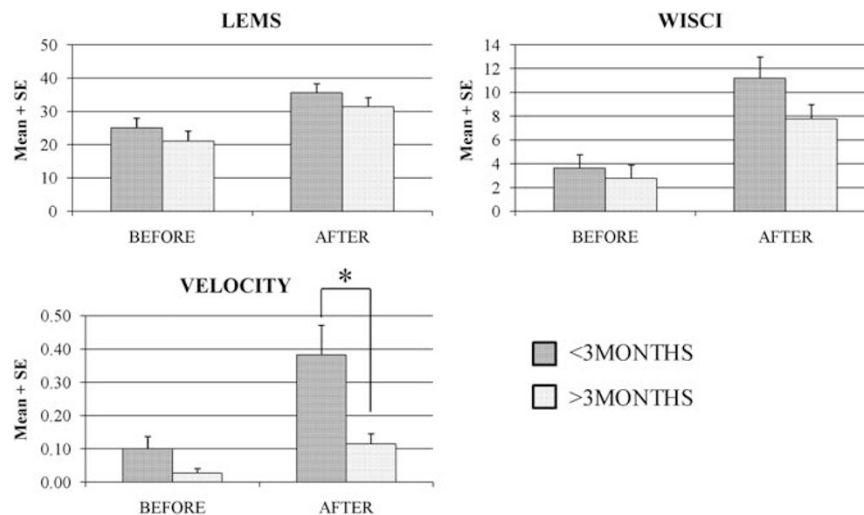 LEMS
Mean + SE
50
40
30
20
10
0
BEFORE AFTER
WISCI
Mean + SE
14
12
10
8
6
4
2
0
BEFORE AFTER
VELOCITY
*
Mean + SE
0.50
0.40
0.30
0.20
0.10
0.00
BEFORE AFTER
<3MONTHS
>3MONTHS